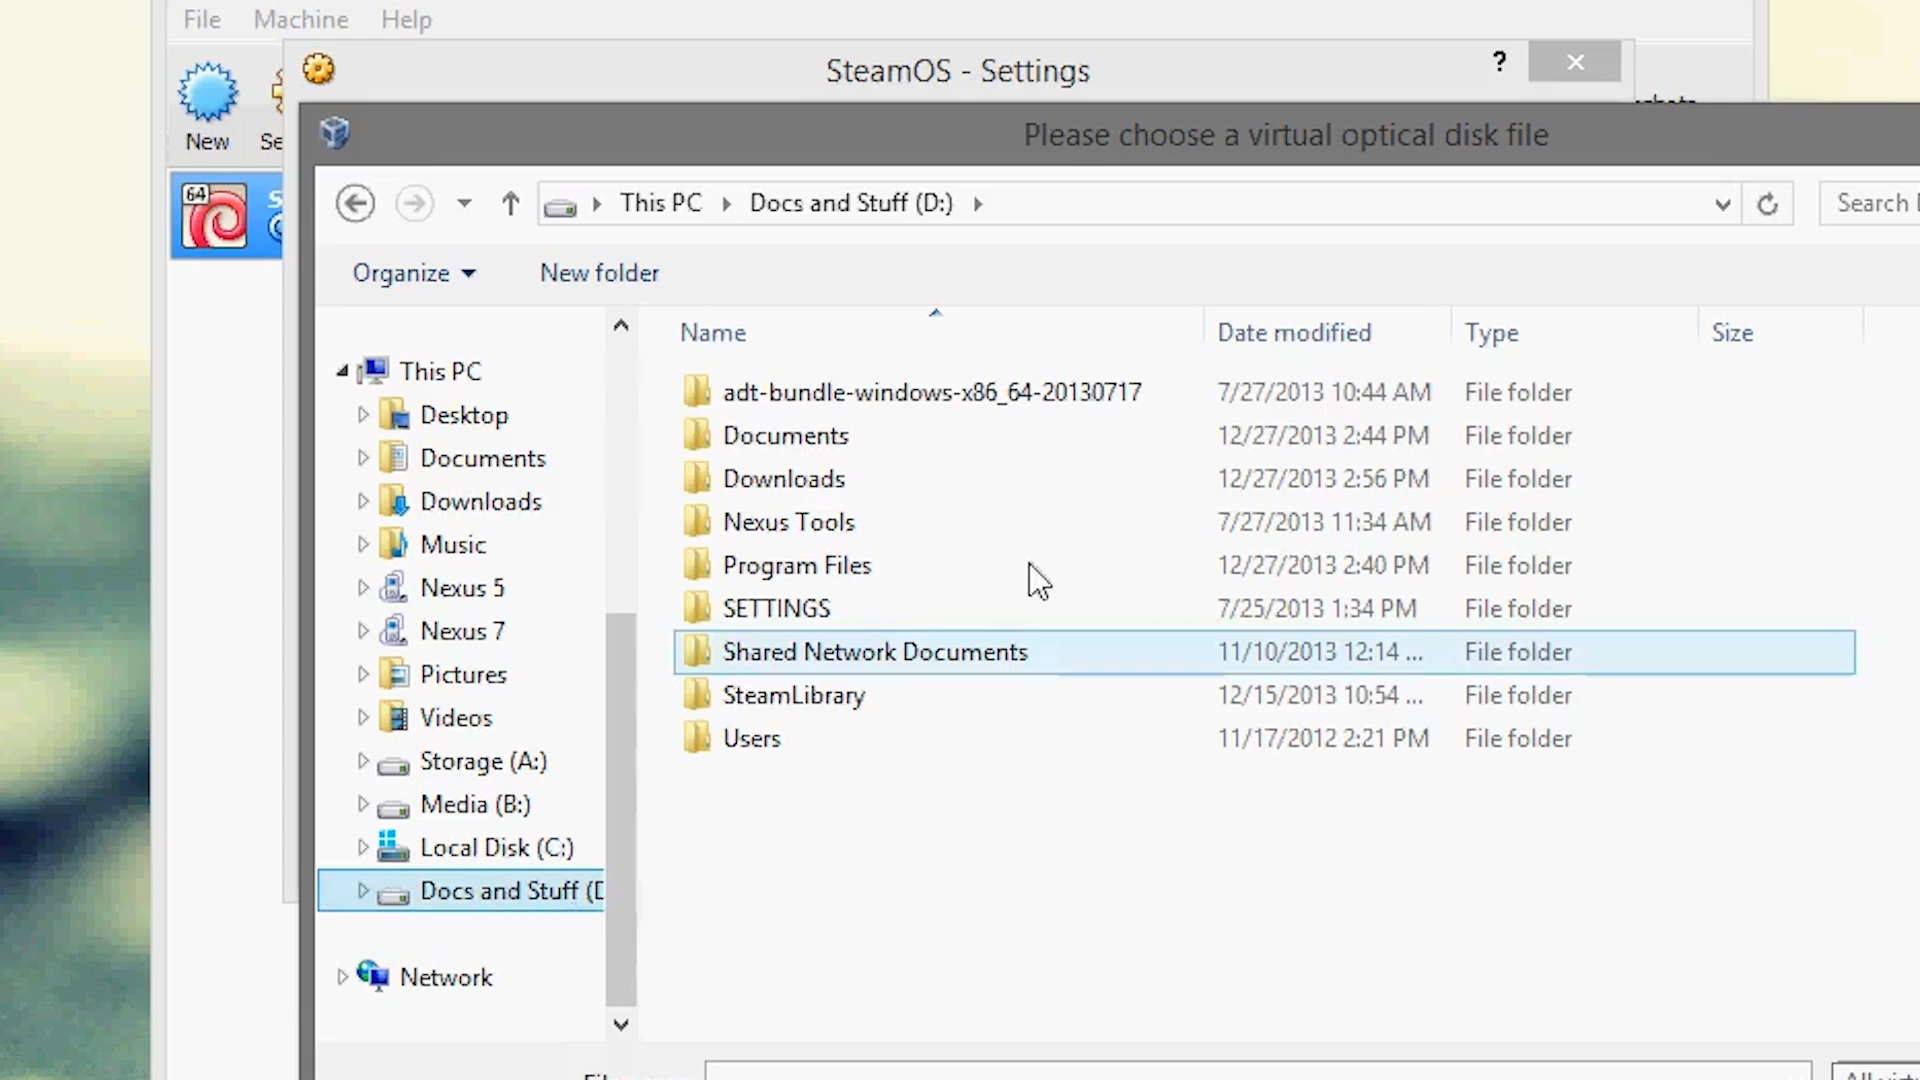 File Machine Help
SteamOS - Settings
?
New
Please choose a virtual optical disk file
64
This PC Docs and Stuff (D:)
Search
Organize New folder
Name Date modified Type Size
This PC
Desktop
Documents
Downloads
Music
Nexus 5
Nexus 7
Pictures
Videos
Storage (A:)
Media (B:)
Local Disk (C:)
Docs and Stuff (D
Network
adt-bundle-windows-x86_64-20130717 7/27/2013 10:44 AM File folder
Documents 12/27/2013 2:44 PM File folder
Downloads 12/27/2013 2:56 PM File folder
Nexus Tools 7/27/2013 11:34 AM File folder
Program Files 12/27/2013 2:40 PM File folder
SETTINGS 7/25/2013 1:34 PM File folder
Shared Network Documents 11/10/2013 12:14 ... File folder
SteamLibrary 12/15/2013 10:54 ... File folder
Users 11/17/2012 2:21 PM File folder